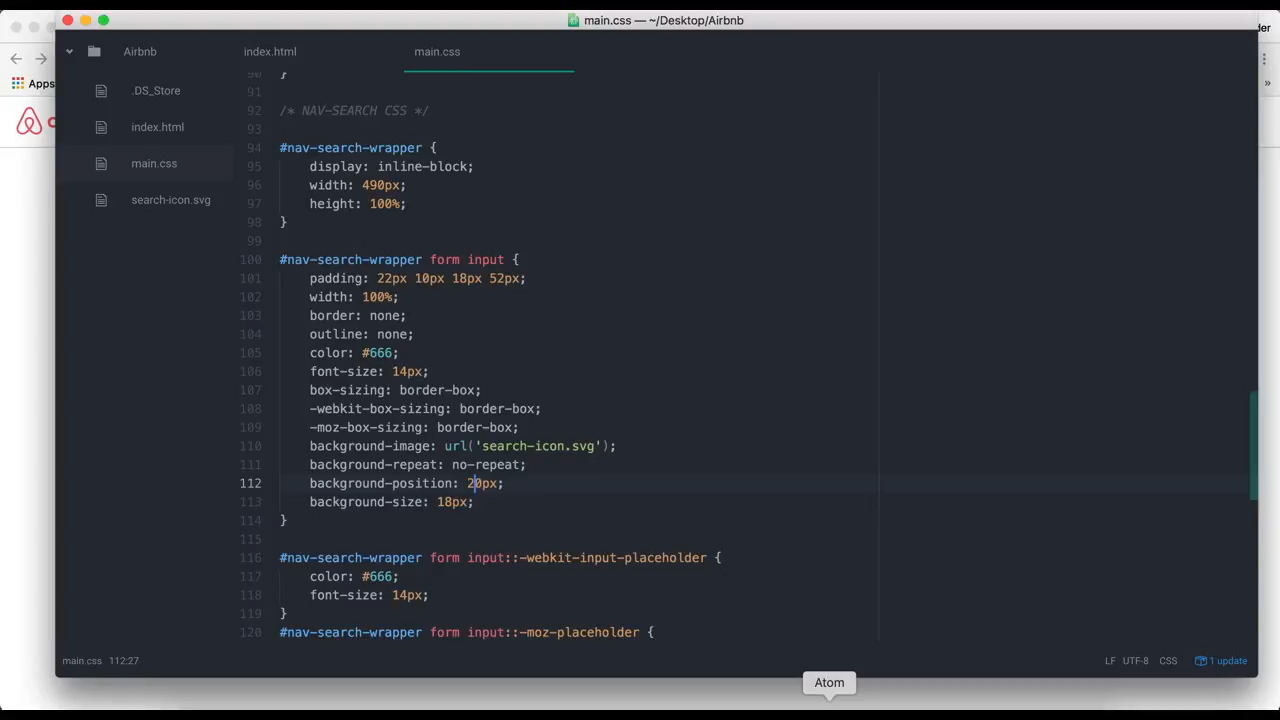 main.css — ~/Desktop/Airbnb
der
Airbnb
index.html
main.css
Apps
»
.DS_Store
index.html
main.css
search-icon.svg
90 }
91
92 /* NAV-SEARCH CSS */
93
94 #nav-search-wrapper {
95 display: inline-block;
96 width: 490px;
97 height: 100%;
98 }
99
100 #nav-search-wrapper form input {
101 padding: 22px 10px 18px 52px;
102 width: 100%;
103 border: none;
104 outline: none;
105 color: #666;
106 font-size: 14px;
107 box-sizing: border-box;
108 -webkit-box-sizing: border-box;
109 -moz-box-sizing: border-box;
110 background-image: url('search-icon.svg');
111 background-repeat: no-repeat;
112 background-position: 20px;
113 background-size: 18px;
114 }
115
116 #nav-search-wrapper form input::-webkit-input-placeholder {
117 color: #666;
118 font-size: 14px;
119 }
120 #nav-search-wrapper form input::-moz-placeholder {
main.css 112:27
LF UTF-8 CSS 1 update
Atom